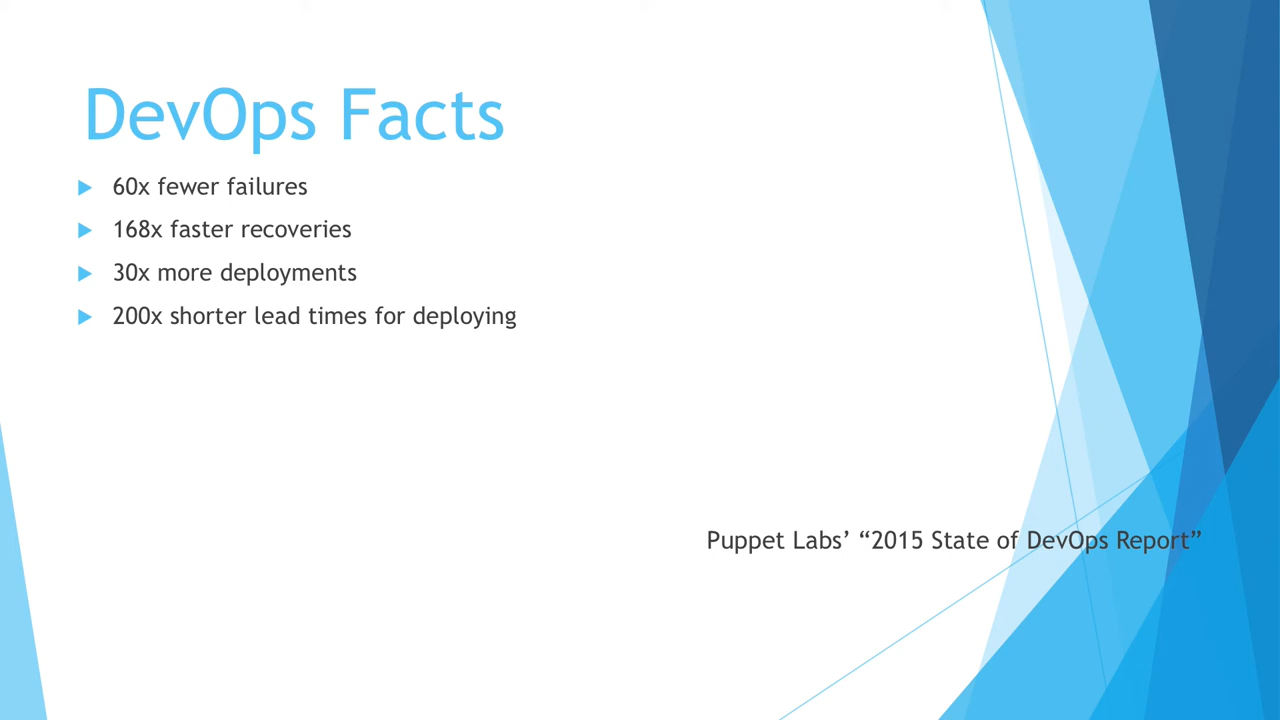 DevOps Facts
60x fewer failures
168x faster recoveries
30x more deployments
200x shorter lead times for deploying
Puppet Labs’ “2015 State of DevOps Report”